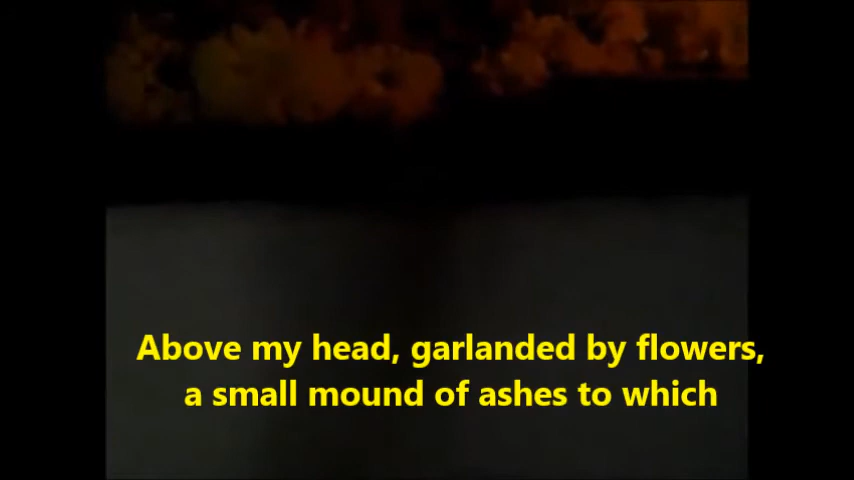 Above my head, garlanded by flowers,
a small mound of ashes to which